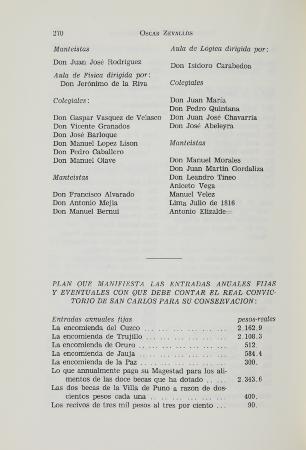 270
OSCAR ZEVALLOS
Manteistas
Don Juan José Rodríguez
Aula de Física dirigida por:
Don Jerónimo de la Riva
Colegiales:
Don Gaspar Vasquez de Velasco
Don Vicente Granados
Don José Barloque
Don Manuel Lopez Lison
Don Pedro Caballero
Don Manuel Olave
Manteistas
Don Francisco Alvarado
Don Antonio Mejia
Don Manuel Bernui
Aula de Lógica dirigida por:
Don Isidoro Carabedon
Colegiales
Don Juan María
Don Pedro Quintana
Don Juan José Chavarria
Don José Abeleyra
Manteistas
Don Manuel Morales
Don Juan Martín Gordaliza
Don Leandro Tineo
Aniceto Vega
Manuel Velez
Lima Julio de 1816
Antonio Elizalde—
PLAN QUE MANIFIESTA LAS ENTRADAS ANUALES FIJAS
Y EVENTUALES CON QUE DEBE CONTAR EL REAL CONVIC-
TORIO DE SAN CARLOS PARA SU CONSERVACION:
Entradas anuales fijas pesos-reales
La encomienda del Cuzco ... ... ... ... ... ... 2.162.9
La encomienda de Trujillo ... ... ... ... ... ... 2.108.3
La encomienda de Oruro ... ... ... ... ... ... 512.
La encomienda de Jauja ... ... ... ... ... ... 584.4
La encomienda de la Paz ... ... ... ... ... ... 300.
Lo que annualmente paga su Magestad para los ali-
mentos de las doce becas que ha dotado ... ... 2.343.6
Las dos becas de la Villa de Puno a razón de dos-
cientos pesos cada una ... ... ... ... ... ... 400.
Los recivos de tres mil pesos al tres por ciento ... 90.